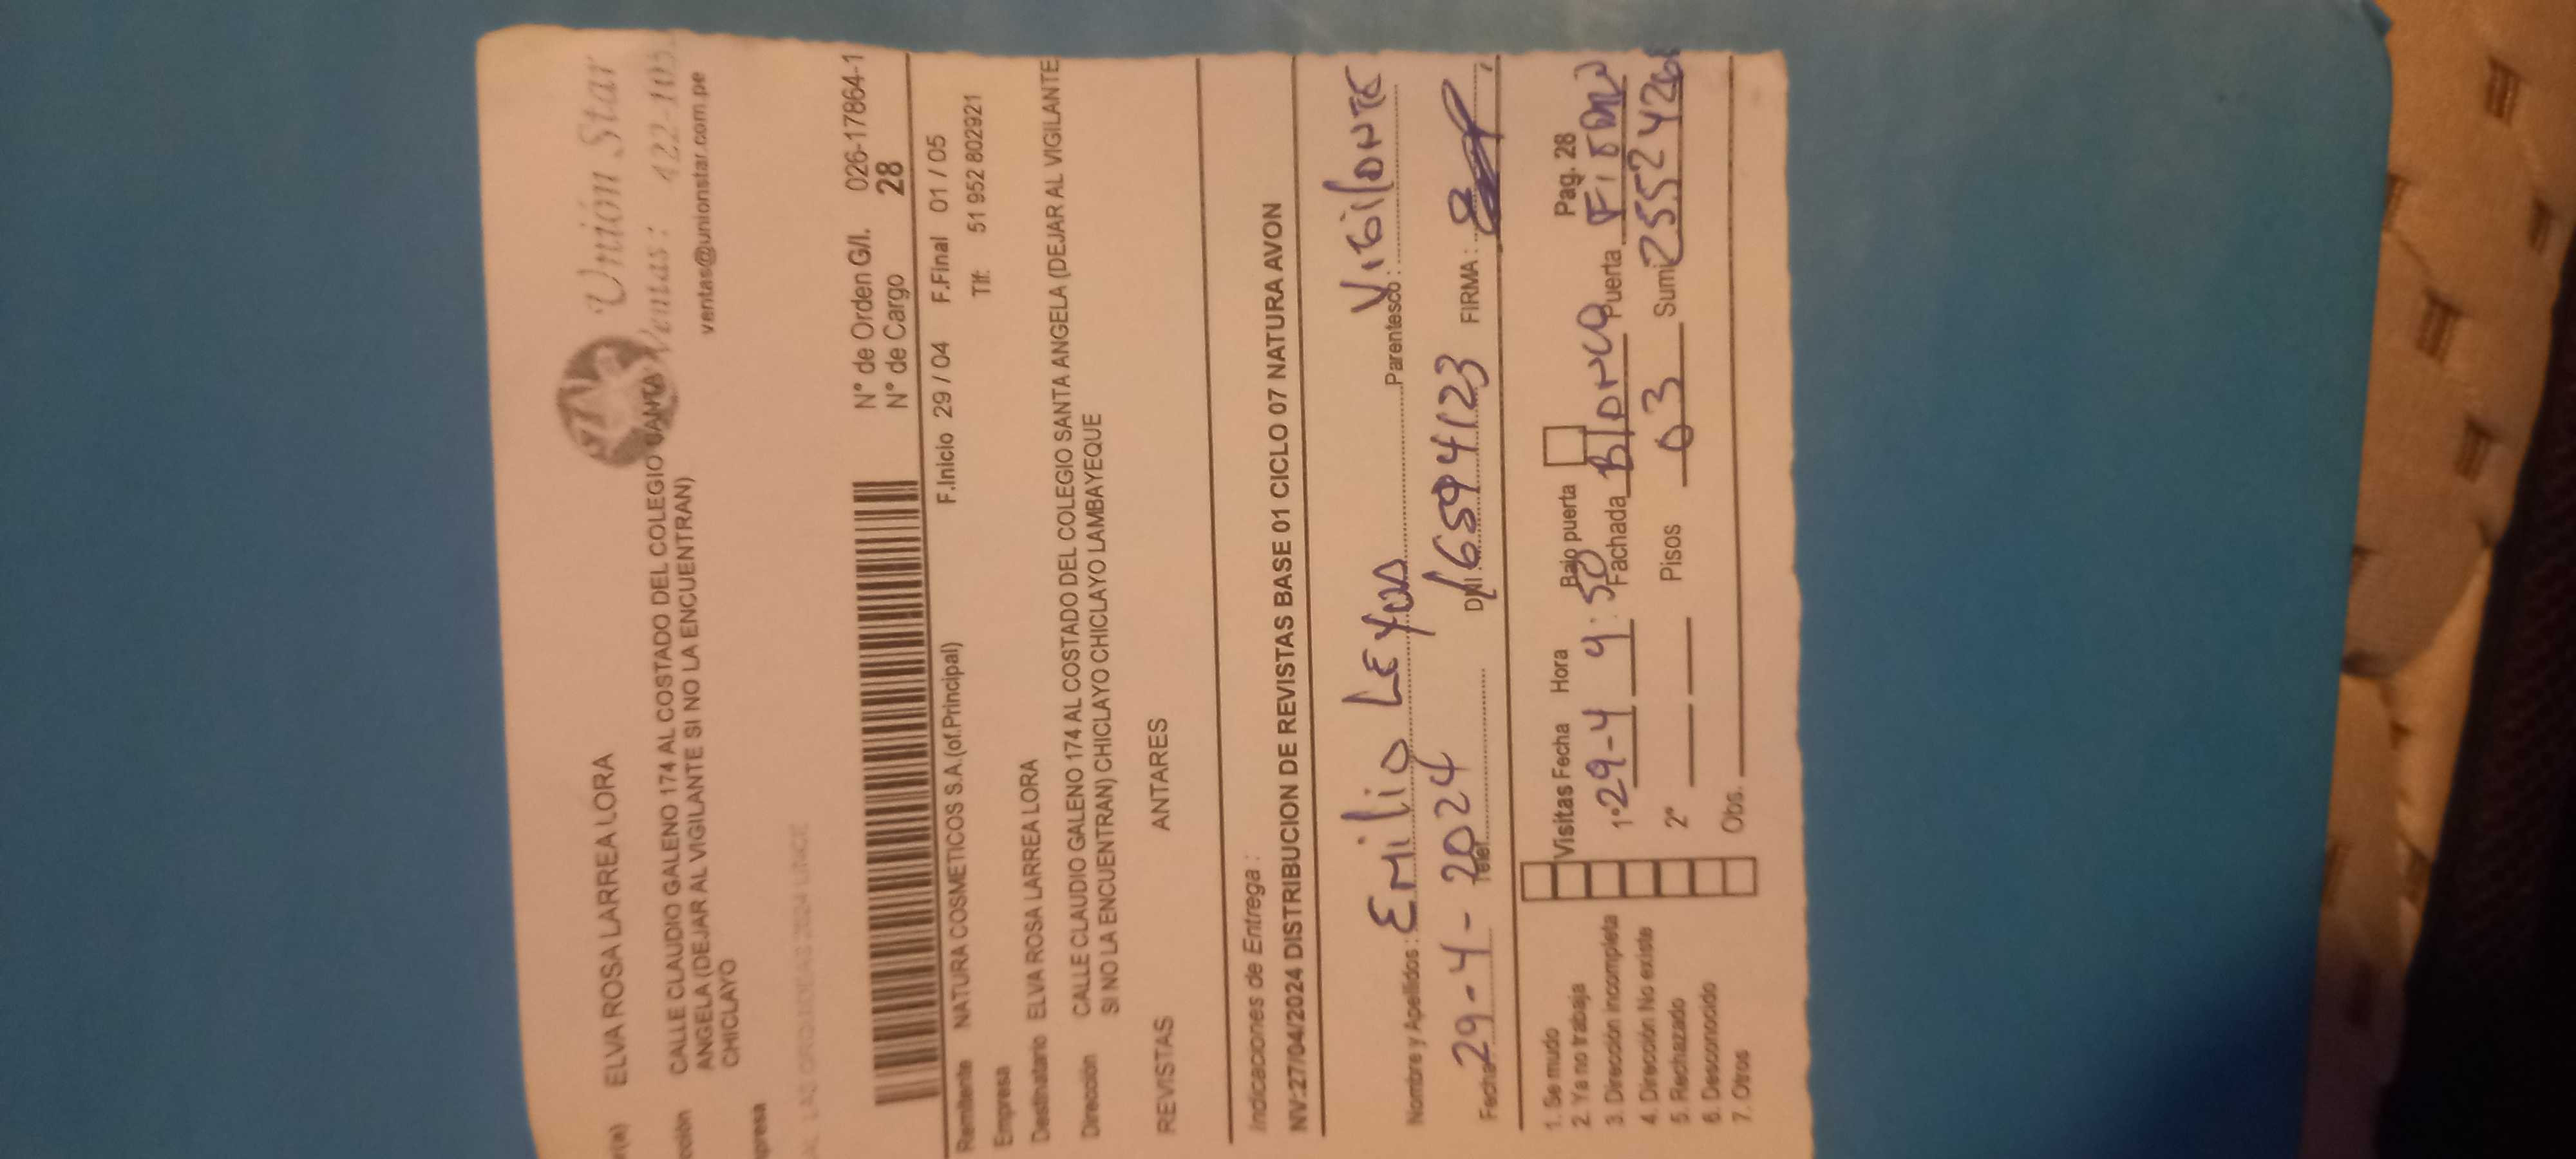 Unión Star
Ventas: 422-105
ventas@unionstar.com.pe
ELVA ROSA LARREA LORA
CALLE CLAUDIO GALENO 174 AL COSTADO DEL COLEGIO SANTA
ANGELA (DEJAR AL VIGILANTE SI NO LA ENCUENTRAN)
CHICLAYO
presa
N° de Orden G/I. 026-17864-1
N° de Cargo 28
Remitente NATURA COSMETICOS S.A.(of.Principal) F.Inicio 29 / 04 F.Final 01 / 05
Empresa Tlf: 51 952 802921
Destinatario ELVA ROSA LARREA LORA
Dirección CALLE CLAUDIO GALENO 174 AL COSTADO DEL COLEGIO SANTA ANGELA (DEJAR AL VIGILANTE
SI NO LA ENCUENTRAN) CHICLAYO CHICLAYO LAMBAYEQUE
REVISTAS ANTARES
Indicaciones de Entrega :
NV:27/04/2024 DISTRIBUCION DE REVISTAS BASE 01 CICLO 07 NATURA AVON
Nombre y Apellidos : Emilio Leyva Parentesco : Vigilante
Fecha 29-4-2024 Telef. DNI 16594123 FIRMA :
1. Se mudo Visitas Fecha Hora Bajo puerta Pag. 28
2. Ya no trabaja
3. Dirección incompleta 1° 29-4 4:50 Fachada Blanco Puerta
4. Dirección No existe
5. Rechazado 2° Pisos 03 Sumi
6. Desconocido
7. Otros Obs.